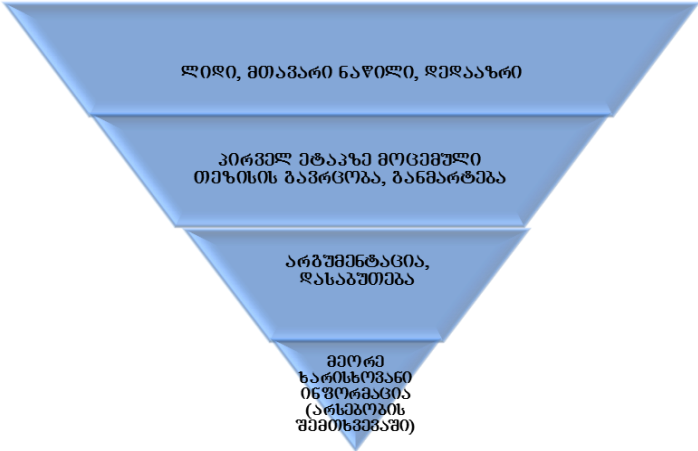 ლიდი, მთავარი ნაწილი, დედააზრი
პირველ ეტაპზე მოცემული
თეზისის გავრცობა, განმარტება
არგუმენტაცია,
დასაბუთება
მეორე
ხარისხოვანი
ინფორმაცია
(არსებობის
შემთხვევაში)